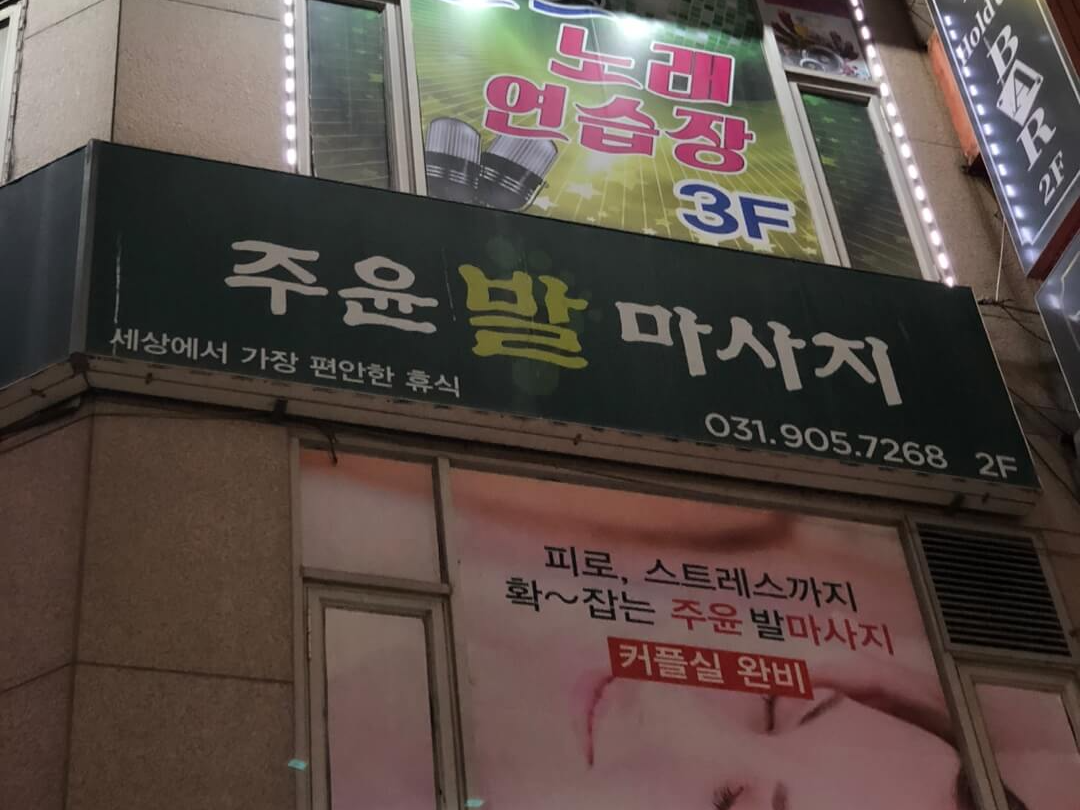 노래
연습장
3F
Hold
BAR
2F
주윤발 마사지
세상에서 가장 편안한 휴식
031.905.7268 2F
피로, 스트레스까지
확~잡는 주윤발마사지
커플실 완비